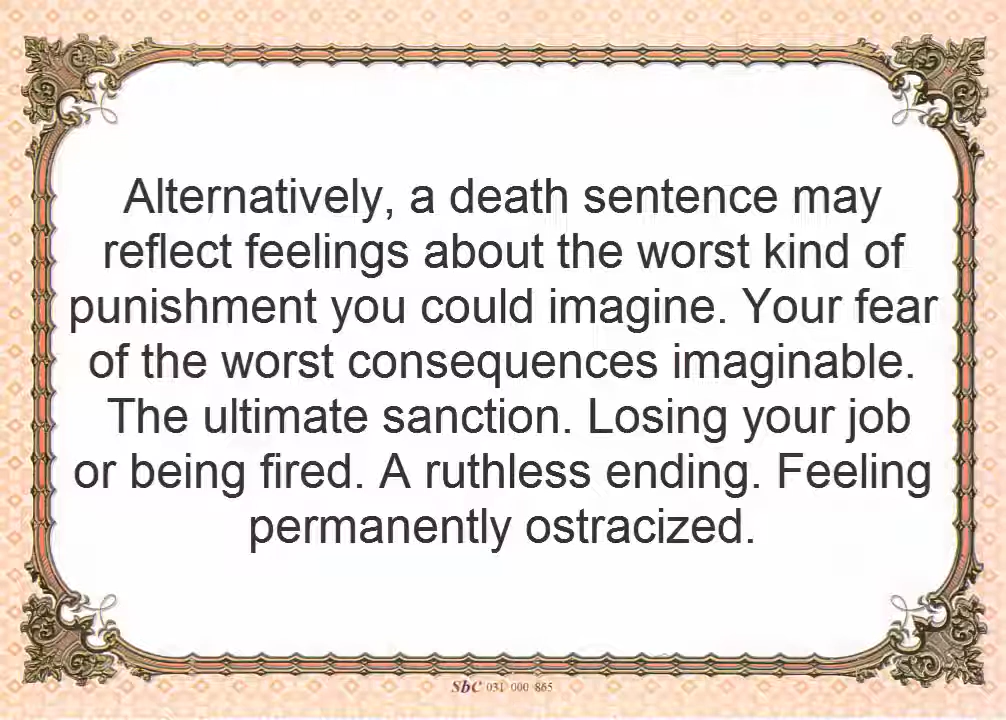 Alternatively, a death sentence may
reflect feelings about the worst kind of
punishment you could imagine. Your fear
of the worst consequences imaginable.
The ultimate sanction. Losing your job
or being fired. A ruthless ending. Feeling
permanently ostracized.
SbC 031 000 865